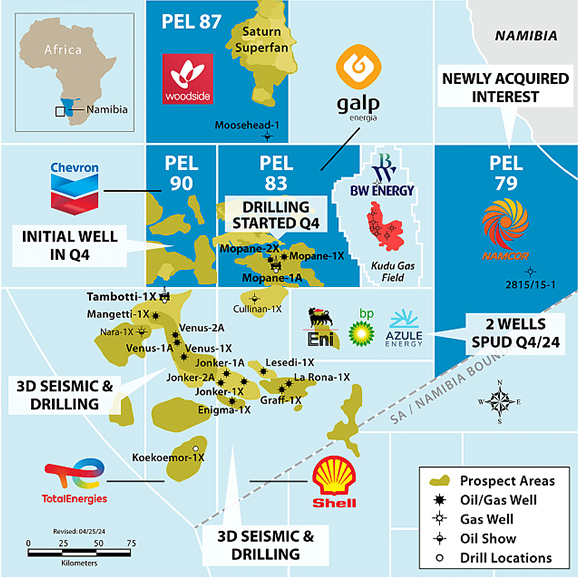 Africa
Namibia
PEL 87
woodside
Saturn
Superfan
Moosehead-1
galp
energia
NAMIBIA
NEWLY ACQUIRED
INTEREST
Chevron
PEL
90
PEL
83
BW ENERGY
PEL
79
INITIAL WELL
IN Q4
DRILLING
STARTED Q4
Mopane-2X
Mopane-1X
Mopane-1A
Kudu Gas
Field
NAMCOR
2815/15-1
Tambotti-1X
Cullinan-1X
Mangetti-1X
Nara-1X
Venus-2A
Venus-1A
Venus-1X
Eni
bp
AZULE
ENERGY
2 WELLS
SPUD Q4/24
Jonker-1A
Lesedi-1X
Jonker-2A
La Rona-1X
Jonker-1X
Graff-1X
Enigma-1X
3D SEISMIC &
DRILLING
SA / NAMIBIA BOUN
N
W E
S
Koekoemor-1X
TotalEnergies
Shell
3D SEISMIC &
DRILLING
Revised: 04/25/24
0 25 50 75
Kilometers
Prospect Areas
Oil/Gas Well
Gas Well
Oil Show
Drill Locations